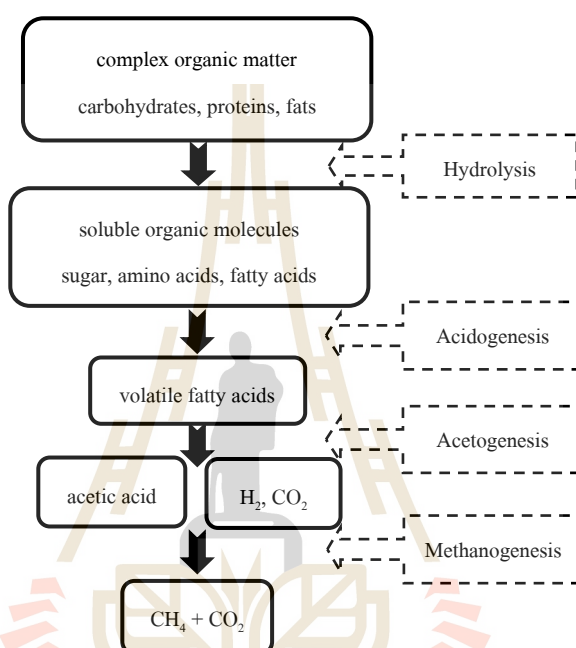 complex organic matter
carbohydrates, proteins, fats
Hydrolysis
soluble organic molecules
sugar, amino acids, fatty acids
Acidogenesis
volatile fatty acids
Acetogenesis
acetic acid
H₂, CO₂
Methanogenesis
CH₄ + CO₂